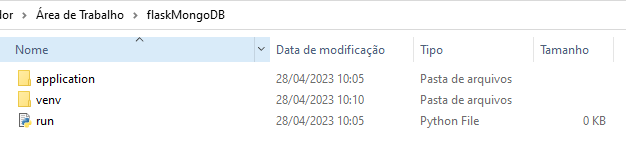 dor > Área de Trabalho > flaskMongoDB
Nome Data de modificação Tipo Tamanho
application 28/04/2023 10:05 Pasta de arquivos
venv 28/04/2023 10:10 Pasta de arquivos
run 28/04/2023 10:05 Python File 0 KB